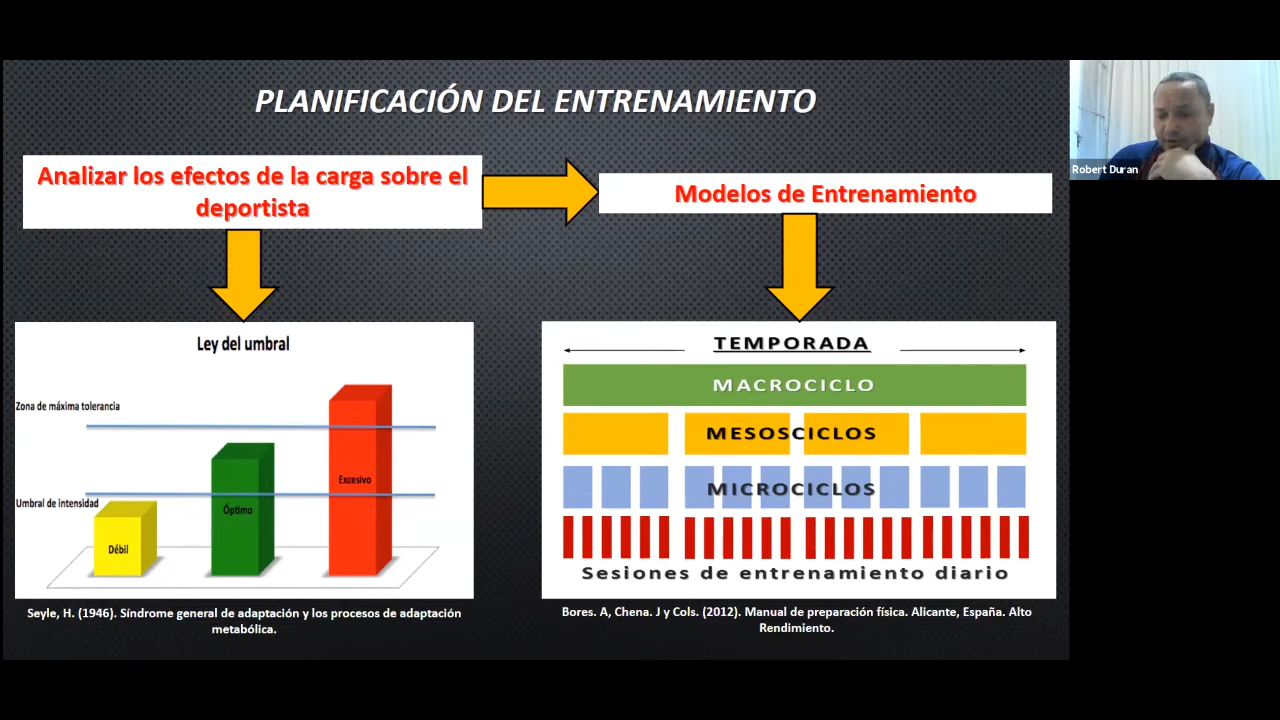 PLANIFICACIÓN DEL ENTRENAMIENTO
Analizar los efectos de la carga sobre el
deportista
Modelos de Entrenamiento
Robert Duran
Ley del umbral
Zona de máxima tolerancia
Umbral de intensidad
Débil
Óptimo
Excesivo
Seyle, H. (1946). Síndrome general de adaptación y los procesos de adaptación
metabólica.
TEMPORADA
MACROCICLO
MESOSCICLOS
MICROCICLOS
Sesiones de entrenamiento diario
Bores. A, Chena. J y Cols. (2012). Manual de preparación física. Alicante, España. Alto
Rendimiento.